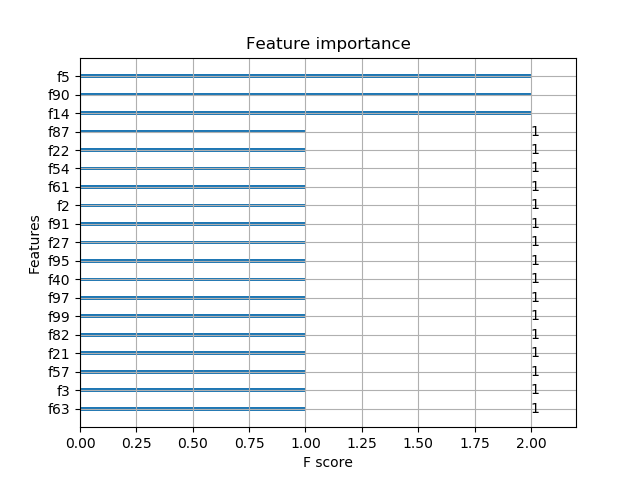 Feature importance
Features
f5
f90
f14
f87 1
f22 1
f54 1
f61 1
f2 1
f91 1
f27 1
f95 1
f40 1
f97 1
f99 1
f82 1
f21 1
f57 1
f3 1
f63 1
0.00 0.25 0.50 0.75 1.00 1.25 1.50 1.75 2.00
F score